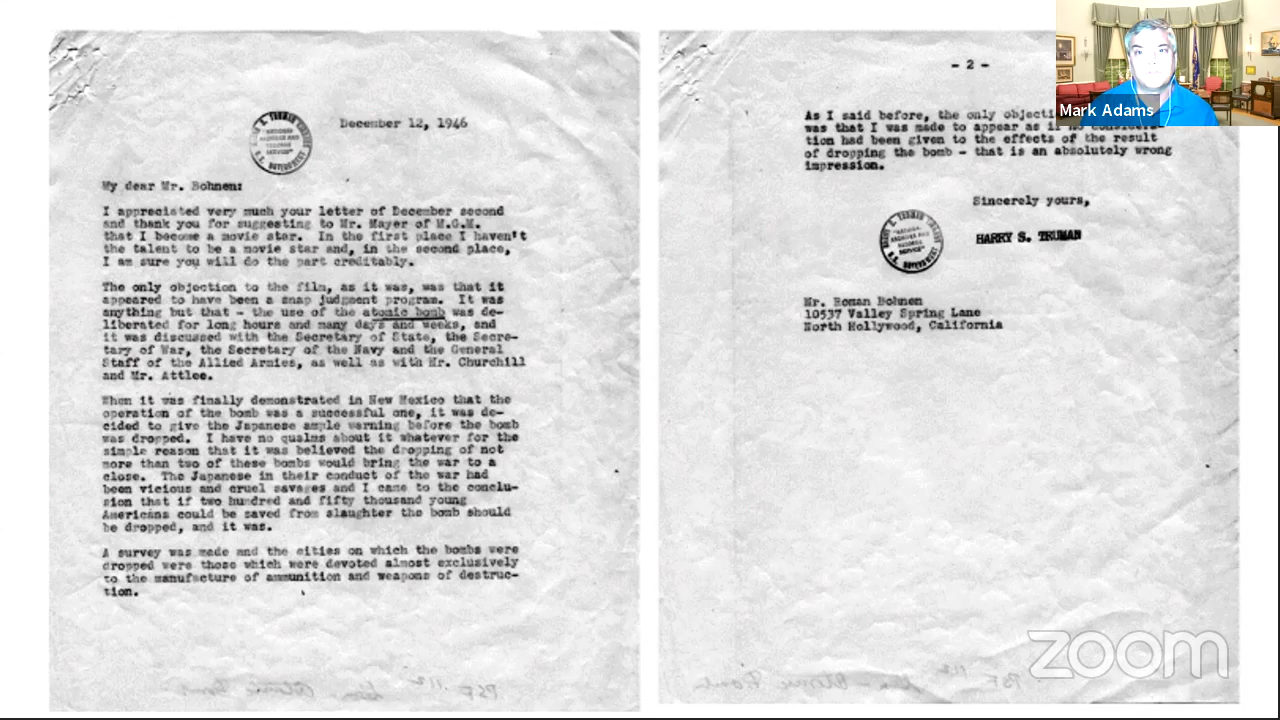 December 12, 1946
My dear Mr. Bohnen:
I appreciated very much your letter of December second
and thank you for suggesting to Mr. Mayer of M.G.M.
that I become a movie star. In the first place I haven't
the talent to be a movie star and, in the second place,
I am sure you will do the part creditably.
The only objection to the film, as it was, was that it
appeared to have been a snap judgment program. It was
anything but that - the use of the atomic bomb was de-
liberated for long hours and many days and weeks, and
it was discussed with the Secretary of State, the Secre-
tary of War, the Secretary of the Navy and the General
Staff of the Allied Armies, as well as with Mr. Churchill
and Mr. Attlee.
When it was finally demonstrated in New Mexico that the
operation of the bomb was a successful one, it was de-
cided to give the Japanese ample warning before the bomb
was dropped. I have no qualms about it whatever for the
simple reason that it was believed the dropping of not
more than two of these bombs would bring the war to a
close. The Japanese in their conduct of the war had
been vicious and cruel savages and I came to the conclu-
sion that if two hundred and fifty thousand young
Americans could be saved from slaughter the bomb should
be dropped, and it was.
A survey was made and the cities on which the bombs were
dropped were those which were devoted almost exclusively
to the manufacture of ammunition and weapons of destruc-
tion.
- 2 -
As I said before, the only objecti
was that I was made to appear as if no
tion had been given to the effects of the result
of dropping the bomb - that is an absolutely wrong
impression.
Sincerely yours,
HARRY S. TRUMAN
Mr. Roman Bohnen
10537 Valley Spring Lane
North Hollywood, California
Mark Adams
zoom